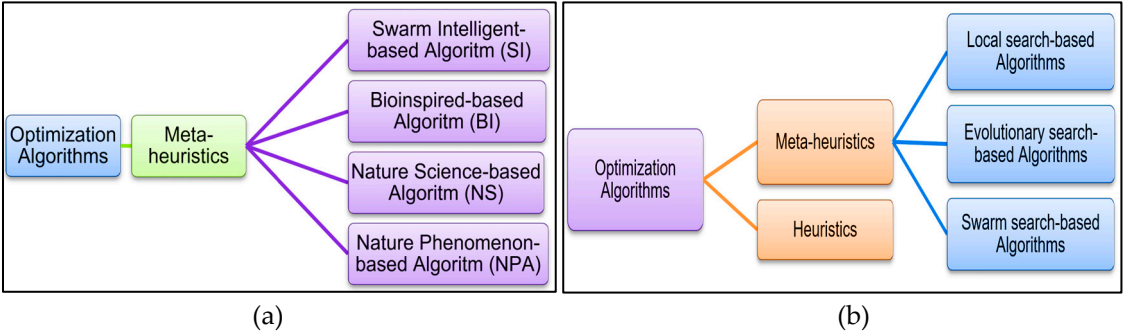 Optimization
Algorithms
Meta-
heuristics
Swarm Intelligent-
based Algoritm (SI)
Bioinspired-based
Algoritm (BI)
Nature Science-based
Algoritm (NS)
Nature Phenomenon-
based Algoritm (NPA)
(a)
Optimization
Algorithms
Meta-heuristics
Heuristics
Local search-based
Algorithms
Evolutionary search-
based Algorithms
Swarm search-based
Algorithms
(b)